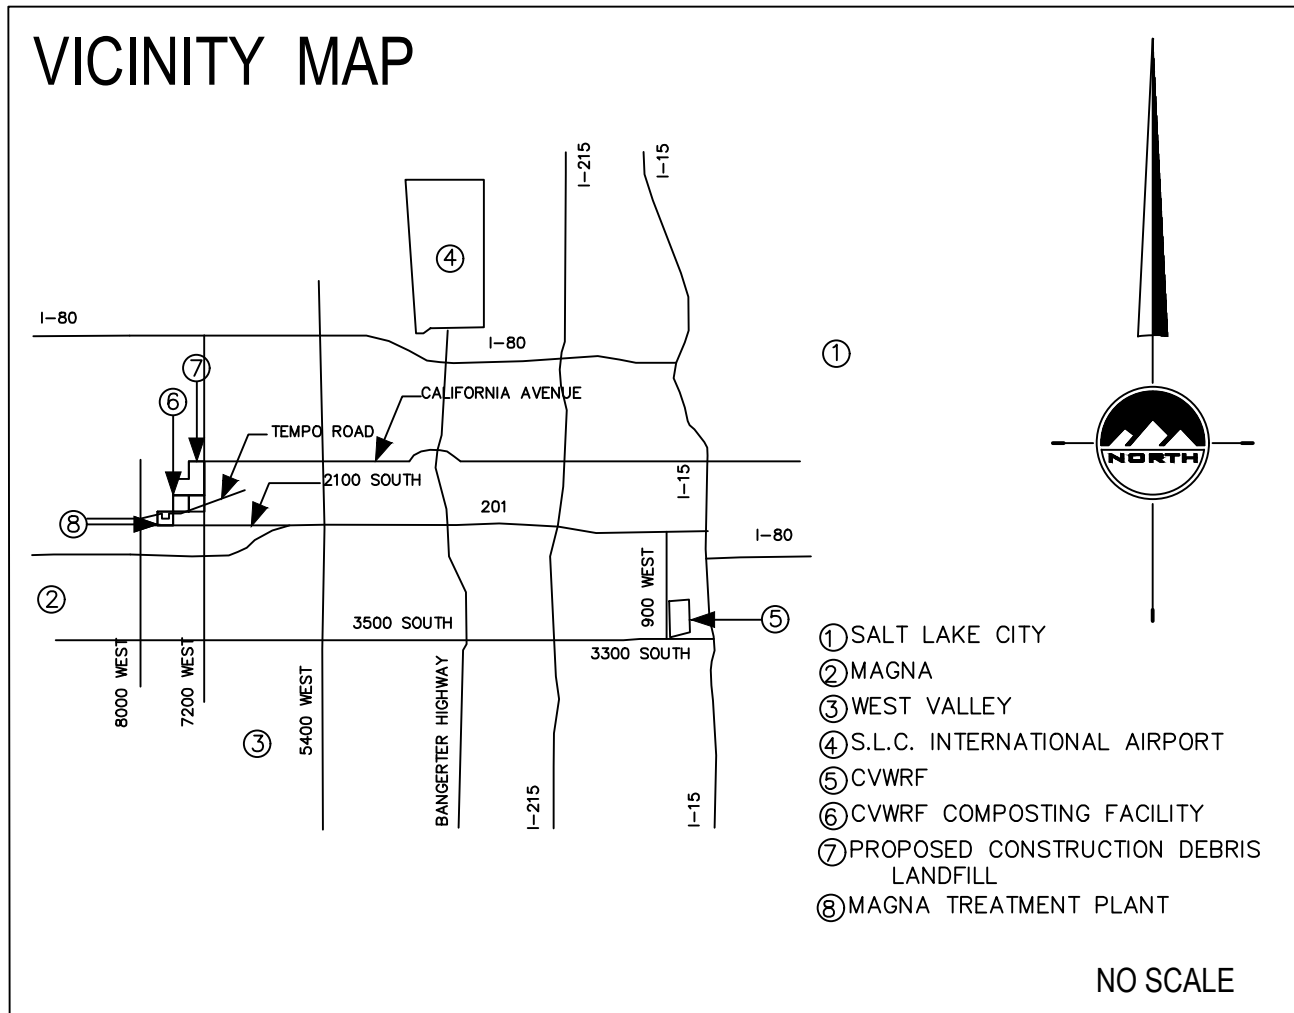 VICINITY MAP
I-215
I-15
4
I-80
I-80
1
7
CALIFORNIA AVENUE
6
TEMPO ROAD
NORTH
2100 SOUTH
I-15
201
8
I-80
900 WEST
2
5
3500 SOUTH
3300 SOUTH
8000 WEST
7200 WEST
5400 WEST
BANGERTER HIGHWAY
3
I-215
I-15
1 SALT LAKE CITY
2 MAGNA
3 WEST VALLEY
4 S.L.C. INTERNATIONAL AIRPORT
5 CVWRF
6 CVWRF COMPOSTING FACILITY
7 PROPOSED CONSTRUCTION DEBRIS
LANDFILL
8 MAGNA TREATMENT PLANT
NO SCALE